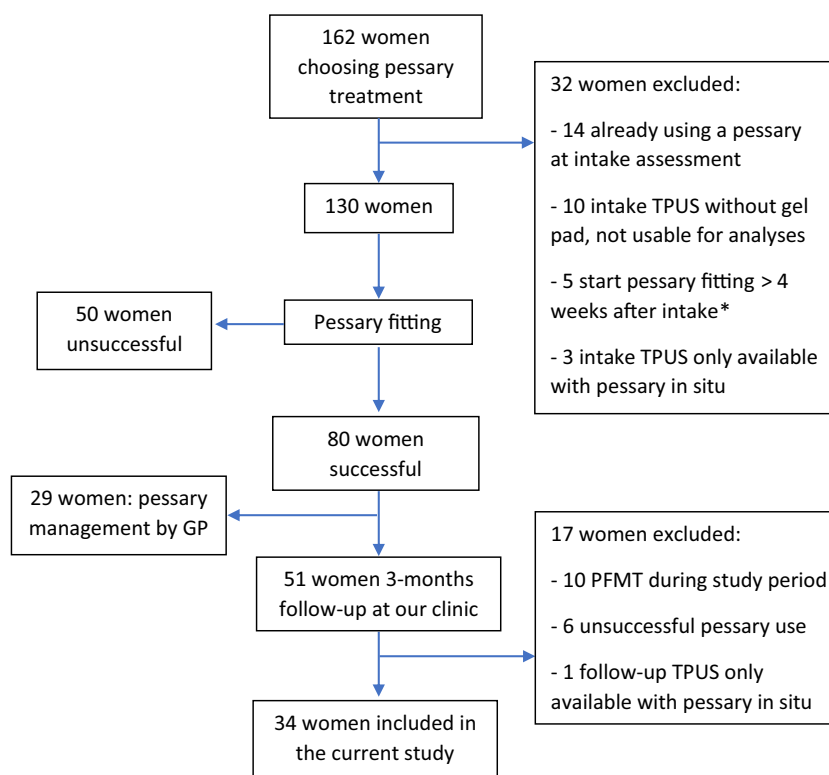 162 women
choosing pessary
treatment
32 women excluded:
- 14 already using a pessary
at intake assessment
- 10 intake TPUS without gel
pad, not usable for analyses
- 5 start pessary fitting > 4
weeks after intake*
- 3 intake TPUS only available
with pessary in situ
130 women
Pessary fitting
50 women
unsuccessful
80 women
successful
29 women: pessary
management by GP
51 women 3-months
follow-up at our clinic
17 women excluded:
- 10 PFMT during study period
- 6 unsuccessful pessary use
- 1 follow-up TPUS only
available with pessary in situ
34 women included in
the current study